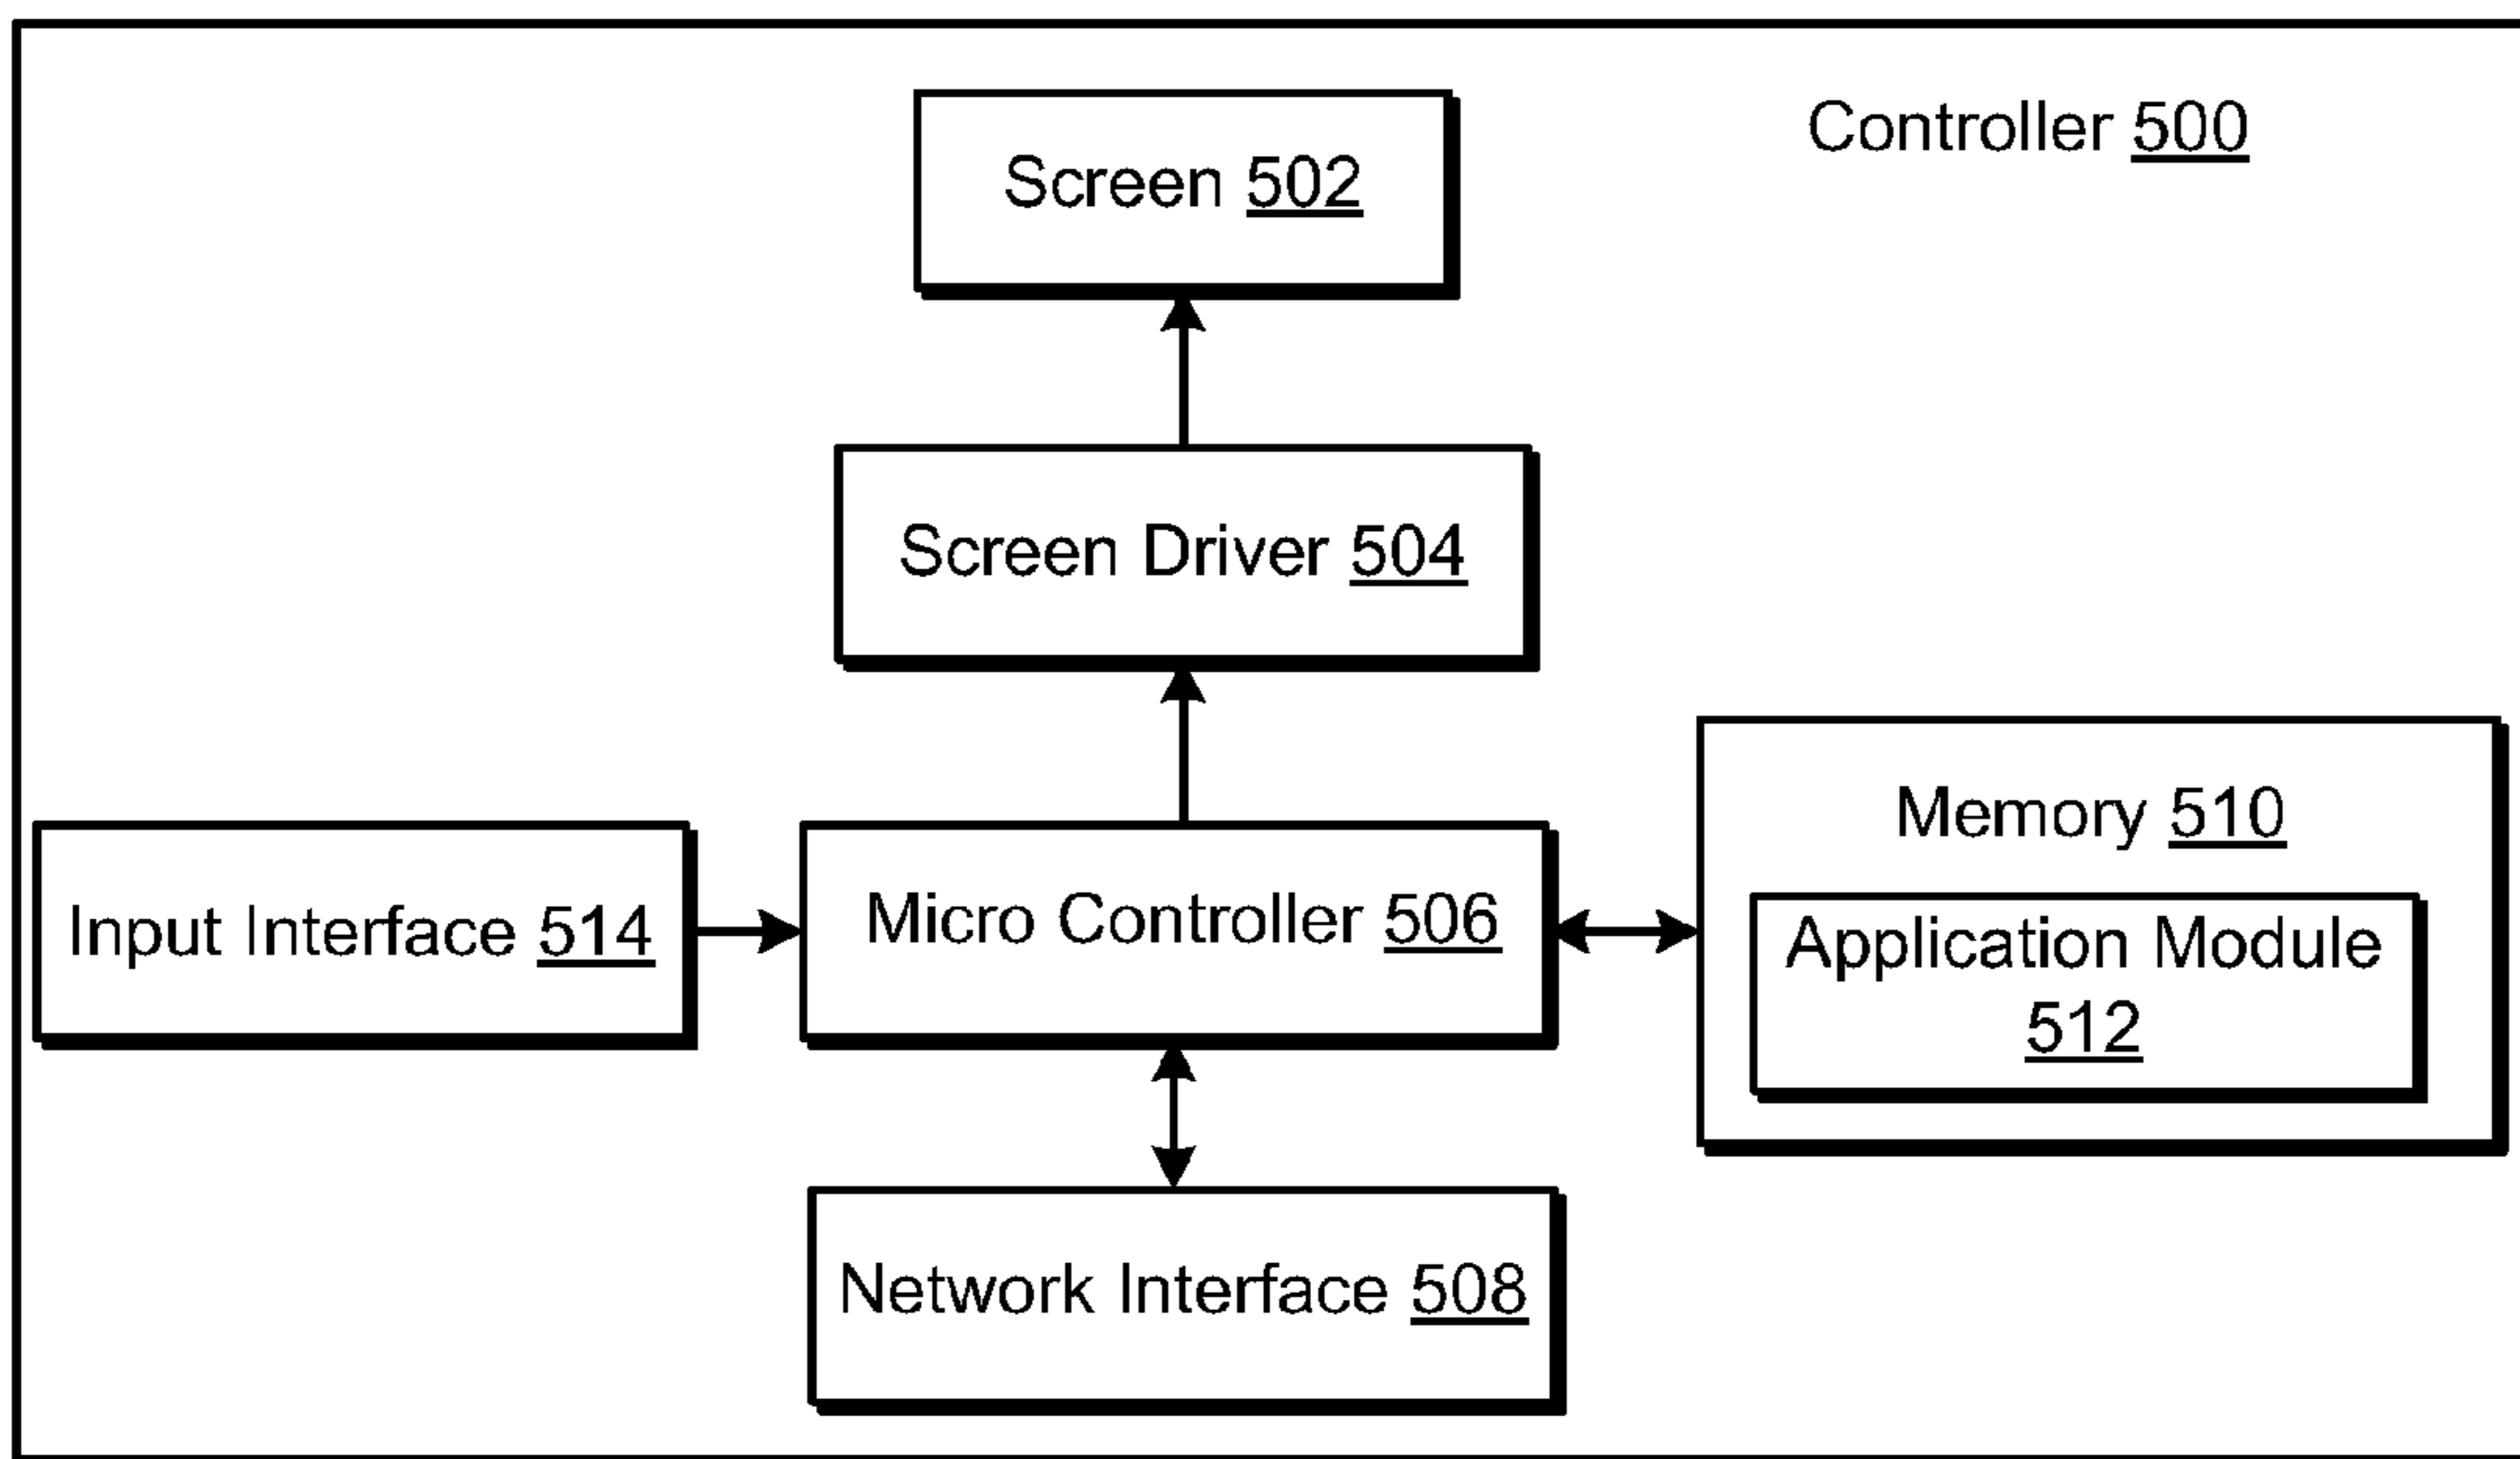 Controller 500
Screen 502
Screen Driver 504
Memory 510
Input Interface 514
Micro Controller 506
Application Module
512
Network Interface 508